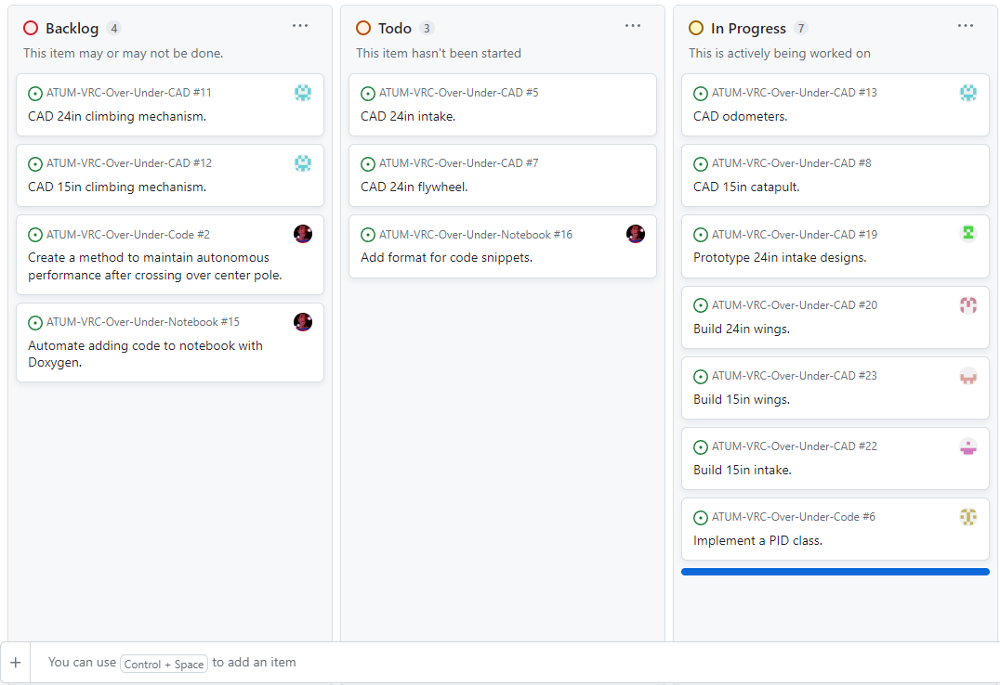 Backlog 4 ...
This item may or may not be done.
ATUM-VRC-Over-Under-CAD #11
CAD 24in climbing mechanism.
ATUM-VRC-Over-Under-CAD #12
CAD 15in climbing mechanism.
ATUM-VRC-Over-Under-Code #2
Create a method to maintain autonomous
performance after crossing over center pole.
ATUM-VRC-Over-Under-Notebook #15
Automate adding code to notebook with
Doxygen.
Todo 3 ...
This item hasn't been started
ATUM-VRC-Over-Under-CAD #5
CAD 24in intake.
ATUM-VRC-Over-Under-CAD #7
CAD 24in flywheel.
ATUM-VRC-Over-Under-Notebook #16
Add format for code snippets.
In Progress 7 ...
This is actively being worked on
ATUM-VRC-Over-Under-CAD #13
CAD odometers.
ATUM-VRC-Over-Under-CAD #8
CAD 15in catapult.
ATUM-VRC-Over-Under-CAD #19
Prototype 24in intake designs.
ATUM-VRC-Over-Under-CAD #20
Build 24in wings.
ATUM-VRC-Over-Under-CAD #23
Build 15in wings.
ATUM-VRC-Over-Under-CAD #22
Build 15in intake.
ATUM-VRC-Over-Under-Code #6
Implement a PID class.
+ You can use Control + Space to add an item